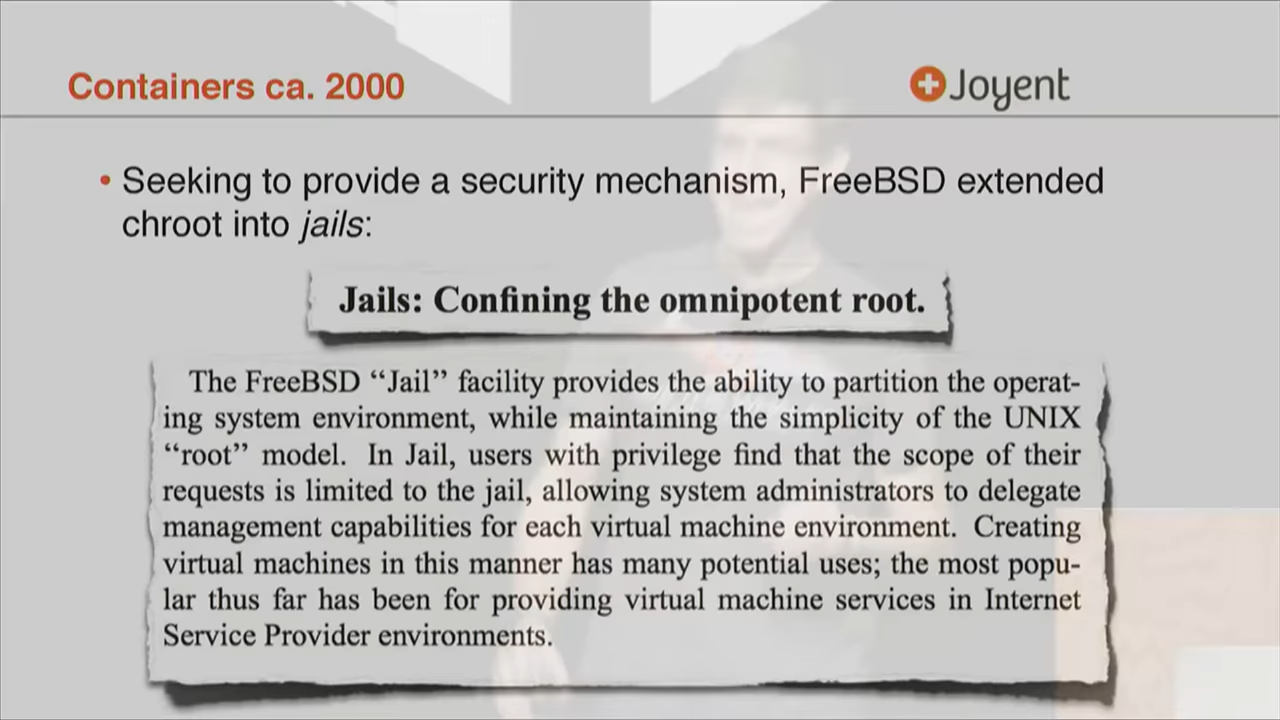 Containers ca. 2000
Joyent
• Seeking to provide a security mechanism, FreeBSD extended
chroot into jails:
Jails: Confining the omnipotent root.
The FreeBSD “Jail” facility provides the ability to partition the operat-
ing system environment, while maintaining the simplicity of the UNIX
“root” model. In Jail, users with privilege find that the scope of their
requests is limited to the jail, allowing system administrators to delegate
management capabilities for each virtual machine environment. Creating
virtual machines in this manner has many potential uses; the most popu-
lar thus far has been for providing virtual machine services in Internet
Service Provider environments.